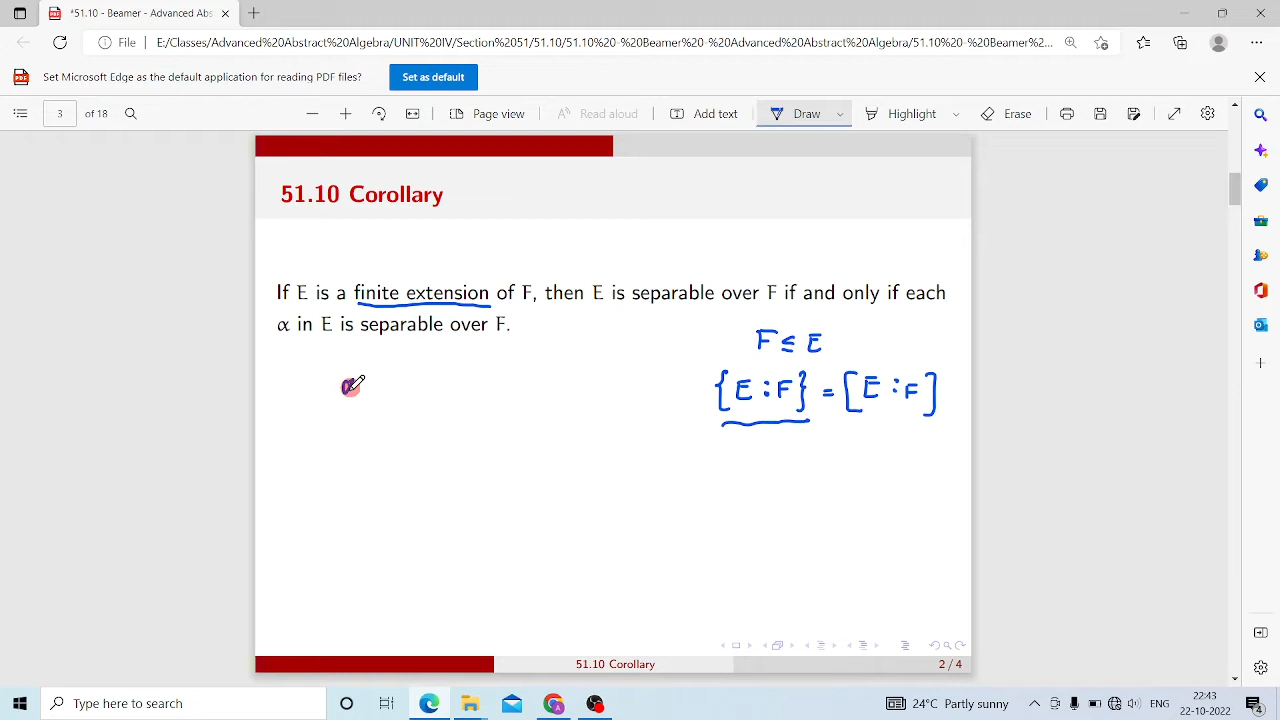 51.10 - Beamer - Advanced Abs
File E:/Classes/Advanced%20Abstract%20Algebra/UNIT%20IV/Section%2051/51.10/51.10%20-%20Beamer%20-%20Advanced%20Abstract%20Algebra/51.10%20-%20Beamer%2...
Set Microsoft Edge as the default application for reading PDF files? Set as default
3 of 18 Page view Read aloud Add text Draw Highlight Erase
51.10 Corollary
If E is a finite extension of F, then E is separable over F if and only if each
α in E is separable over F.
F ≤ E
{E : F} = [E : F]
51.10 Corollary 2 / 4
Type here to search 24°C Partly sunny ENG 22:43
22-10-2022 4